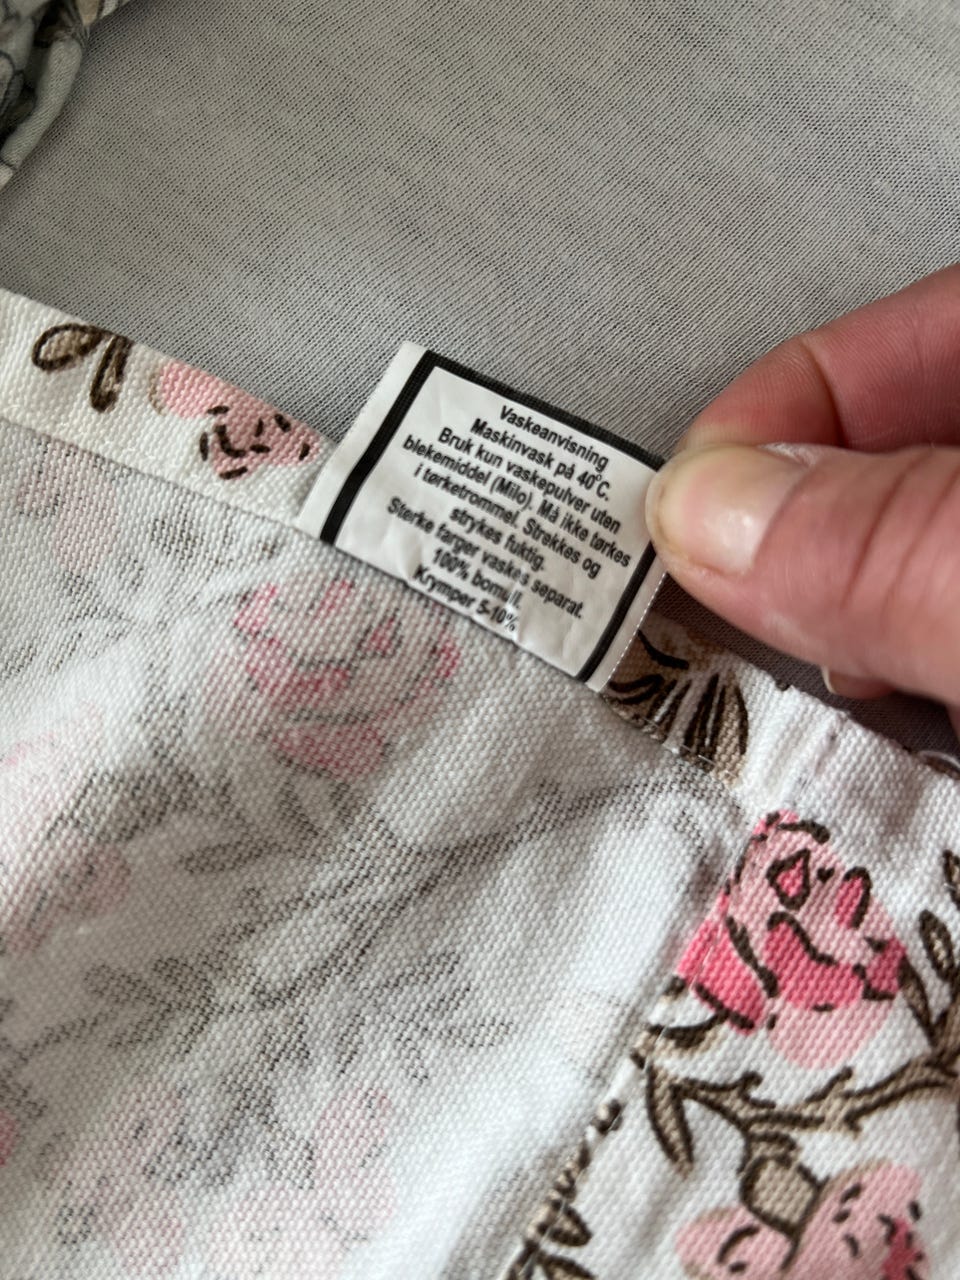 Vaskeanvisning
Maskinvask på 40°C.
Bruk kun vaskepulver uten
blekemiddel (Milo). Må ikke tørkes
i tørketrommel. Strekkes og
strykes fuktig.
Sterke farger vaskes separat.
100% bomull.
Krymper 5-10%